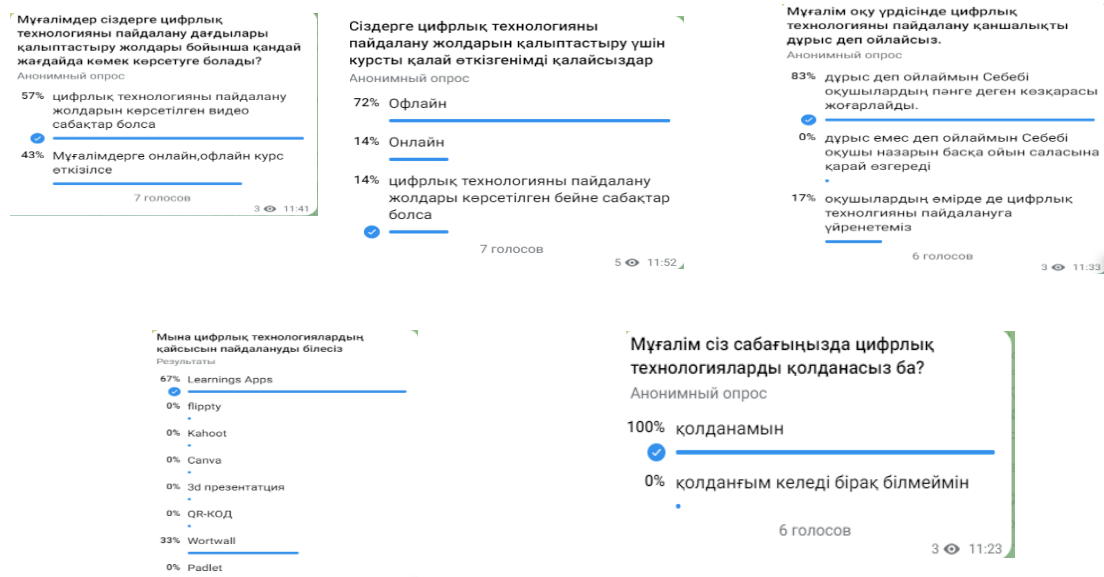 Мұғалімдер сіздерге цифрлық
технологияны пайдалану дағдылары
қалыптастыру жолдары бойынша қандай
жағдайда көмек көрсетуге болады?
Анонимный опрос
57% цифрлық технологияны пайдалану
жолдарын көрсетілген видео
сабақтар болса
43% Мұғалімдерге онлайн,офлайн курс
өткізілсе
7 голосов
3 11:41
Сіздерге цифрлық технологияны
пайдалану жолдарын қалыптастыру үшін
курсты қалай өткізгенімді қалайсыздар
Анонимный опрос
72% Офлайн
14% Онлайн
14% цифрлық технологияны пайдалану
жолдары көрсетілген бейне сабақтар
болса
7 голосов
5 11:52
Мұғалім оқу үрдісінде цифрлық
технологияны пайдалану қаншалықты
дұрыс деп ойлайсыз.
Анонимный опрос
83% дұрыс деп ойлаймын Себебі
оқушылардың пәнге деген көзқарасы
жоғарлайды.
0% дұрыс емес деп ойлаймын Себебі
оқушы назарын басқа ойын саласына
қарай өзгереді
17% оқушылардың өмірде де цифрлық
технолгияны пайдалануга
үйренетеміз
6 голосов
3 11:33
Мына цифрлық технологиялардың
қайсысын пайдалануды білесіз
Результаты
67% Learnings Apps
0% flippty
0% Kahoot
0% Canva
0% 3d презентатция
0% QR-КОД
33% Wortwall
0% Padlet
Мұғалім сіз сабағыңызда цифрлық
технологияларды қолданасыз ба?
Анонимный опрос
100% қолданамын
0% қолданғым келеді бірақ білмеймін
6 голосов
3 11:23